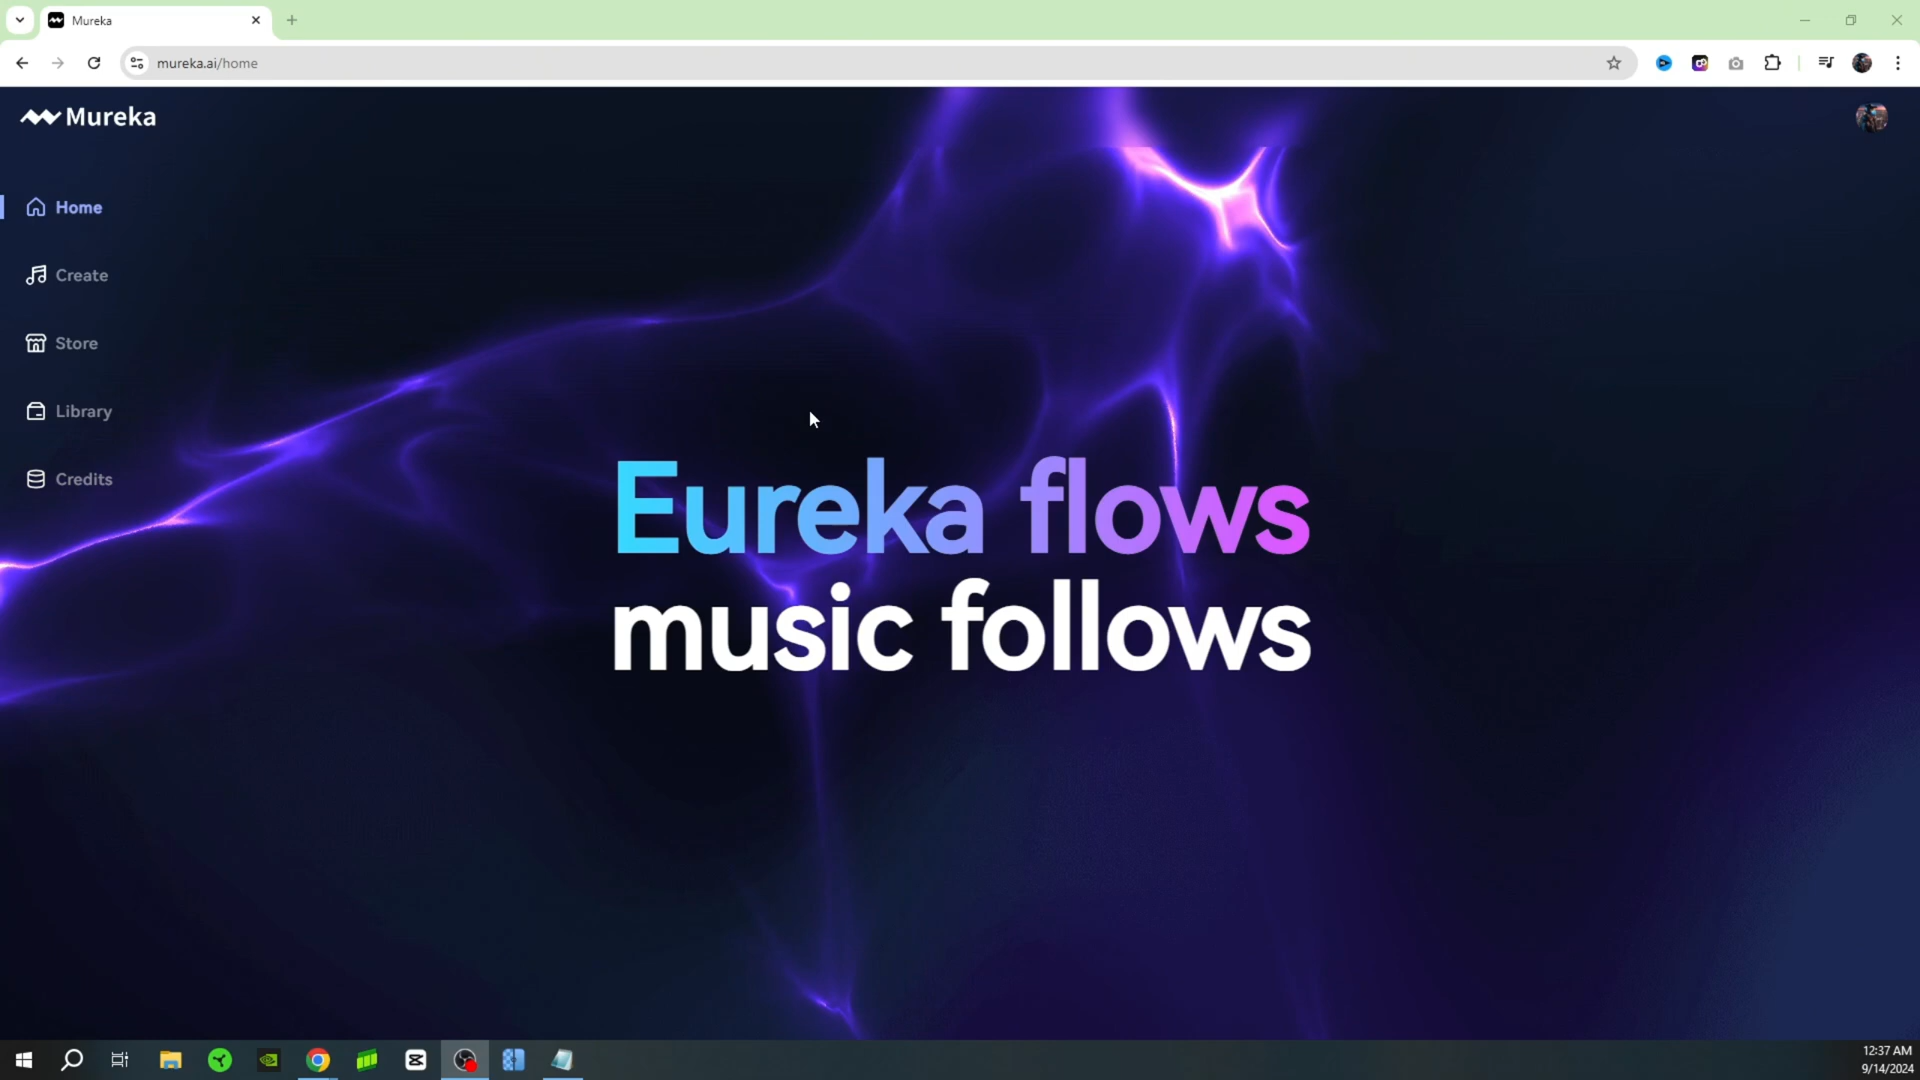 Mureka
mureka.ai/home
Mureka
Home
Create
Store
Library
Credits
Eureka flows
music follows
12:37 AM
9/14/2024